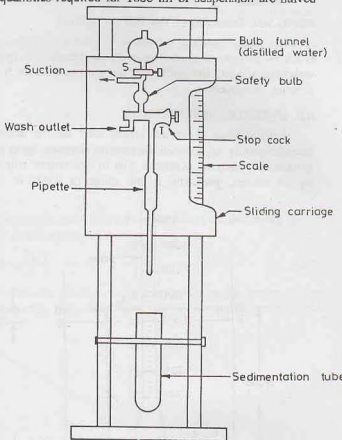 quantities required for 1000 ml of suspension are halved
Bulb funnel
(distilled water)
Suction
S
Safety bulb
Wash outlet
T
Stop cock
Scale
Pipette
Sliding carriage
Sedimentation tube